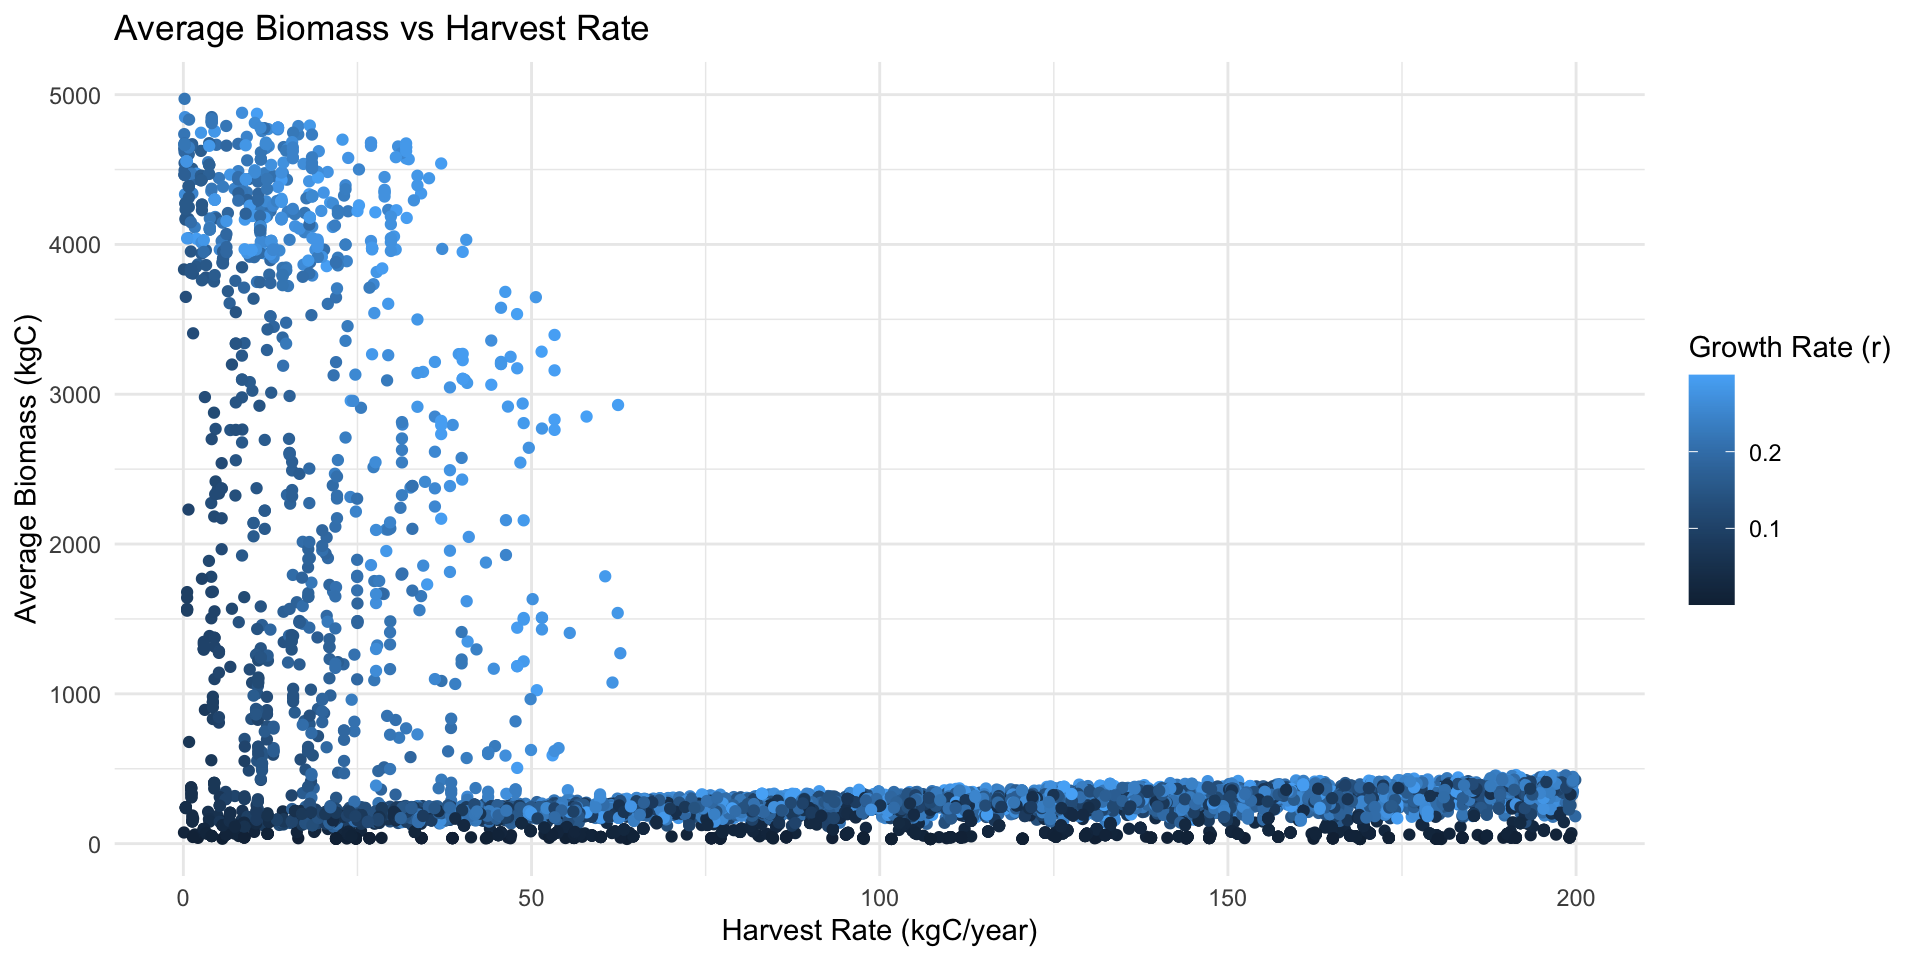 Average Biomass vs Harvest Rate
5000
4000
3000
2000
1000
0
Average Biomass (kgC)
0 50 100 150 200
Harvest Rate (kgC/year)
Growth Rate (r)
0.2
0.1